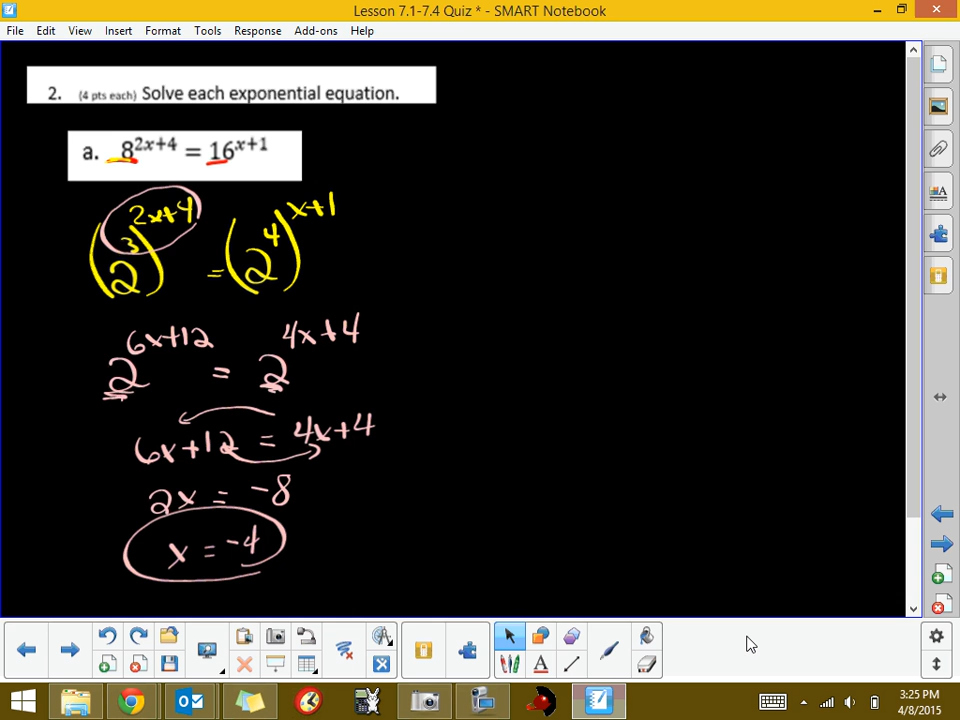 Lesson 7.1-7.4 Quiz * - SMART Notebook
File Edit View Insert Format Tools Response Add-ons Help
2. (4 pts each) Solve each exponential equation.
a. 8^{2x+4} = 16^{x+1}
(2^3)^{2x+4} = (2^4)^{x+1}
2^{6x+12} = 2^{4x+4}
6x+12 = 4x+4
2x = -8
x = -4
3:25 PM
4/8/2015